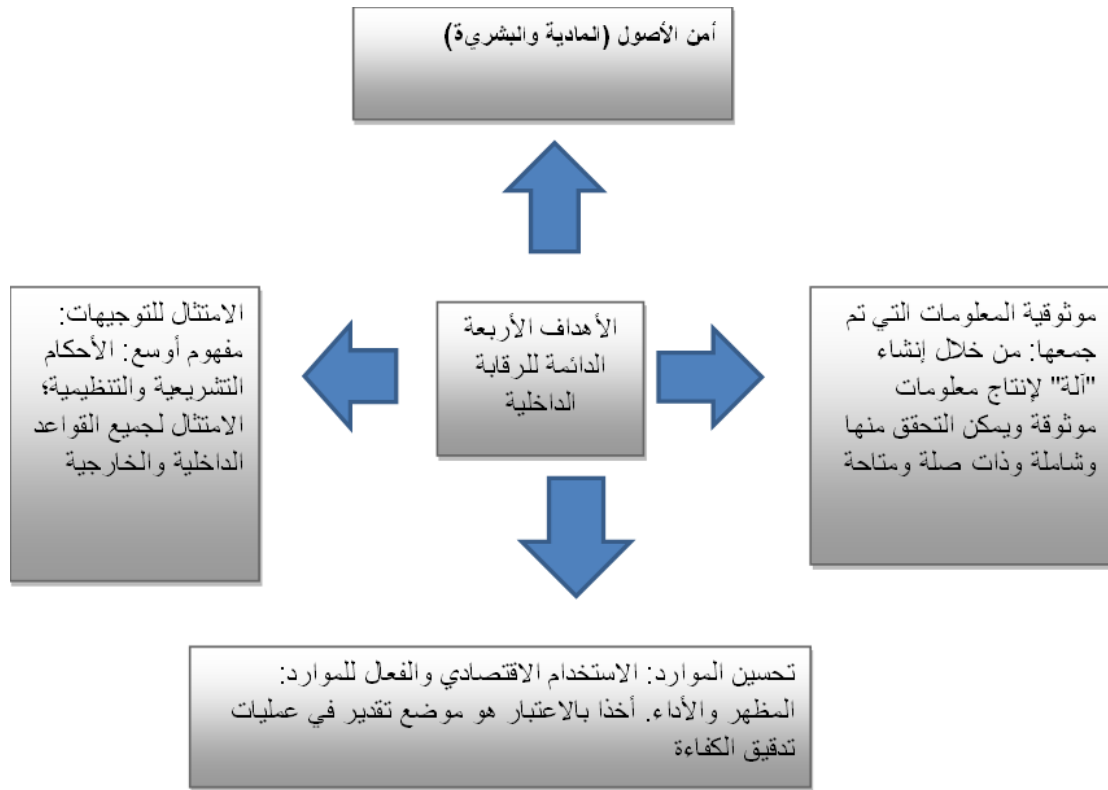 أمن الأصول (المادية والبشرية)
موثوقية المعلومات التي تم
جمعها: من خلال إنشاء
"آلة" لإنتاج معلومات
موثوقة ويمكن التحقق منها
وشاملة وذات صلة ومتاحة
الأهداف الأربعة
الدائمة للرقابة
الداخلية
الامتثال للتوجيهات:
مفهوم أوسع: الأحكام
التشريعية والتنظيمية؛
الامتثال لجميع القواعد
الداخلية والخارجية
تحسين الموارد: الاستخدام الاقتصادي والفعال للموارد:
المظهر والأداء. أخذا بالاعتبار هو موضع تقدير في عمليات
تدقيق الكفاءة